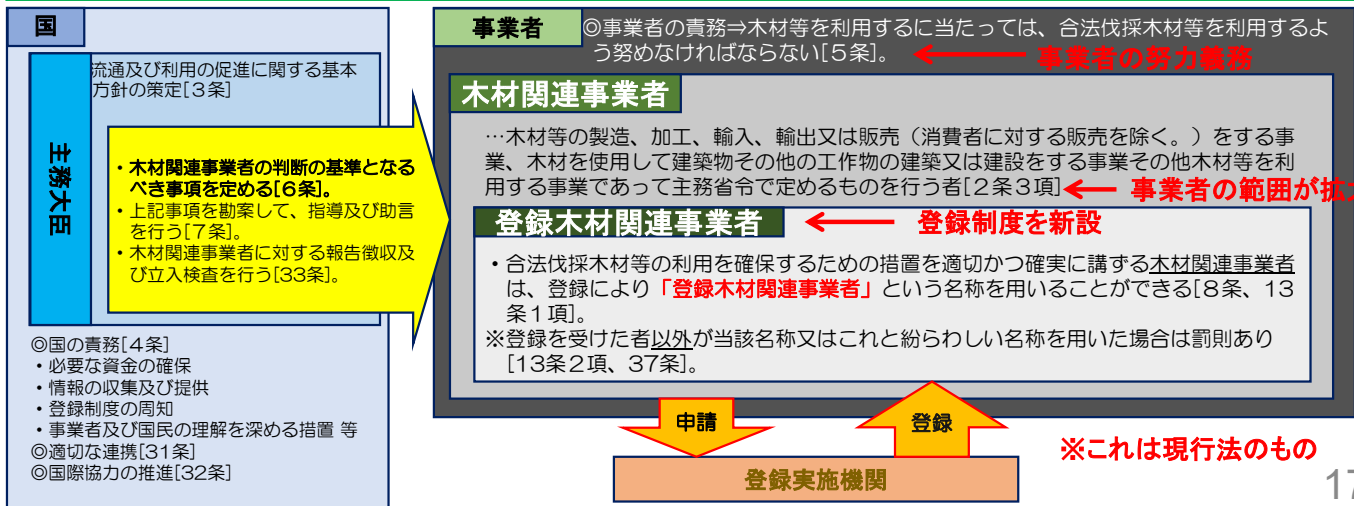 国
主務大臣
流通及び利用の促進に関する基本
方針の策定[3条]
・木材関連事業者の判断の基準となる
べき事項を定める[6条]。
・上記事項を勘案して、指導及び助言
を行う[7条]。
・木材関連事業者に対する報告徴収及
び立入検査を行う[33条]。
◎国の責務[4条]
・必要な資金の確保
・情報の収集及び提供
・登録制度の周知
・事業者及び国民の理解を深める措置 等
◎適切な連携[31条]
◎国際協力の推進[32条]
事業者
◎事業者の責務⇒木材等を利用するに当たっては、合法伐採木材等を利用するよ
う努めなければならない[5条]。
事業者の努力義務
木材関連事業者
…木材等の製造、加工、輸入、輸出又は販売（消費者に対する販売を除く。）をする事
業、木材を使用して建築物その他の工作物の建築又は建設をする事業その他木材等を利
用する事業であって主務省令で定めるものを行う者[2条3項]
事業者の範囲が拡大
登録木材関連事業者
登録制度を新設
・合法伐採木材等の利用を確保するための措置を適切かつ確実に講ずる木材関連事業者
は、登録により「登録木材関連事業者」という名称を用いることができる[8条、13
条1項]。
※登録を受けた者以外が当該名称又はこれと紛らわしい名称を用いた場合は罰則あり
[13条2項、37条]。
申請
登録
登録実施機関
※これは現行法のもの
17